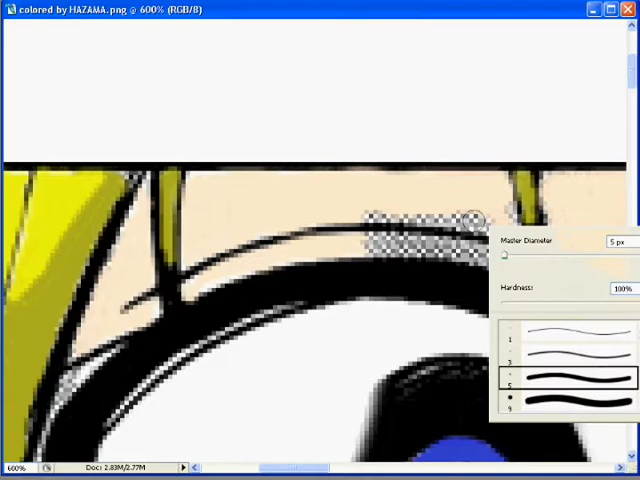 colored by HAZAMA.png @ 600% (RGB/8)
Master Diameter
5 px
Hardness:
100%
1
3
5
9
600%
Doc: 2.83M/2.77M